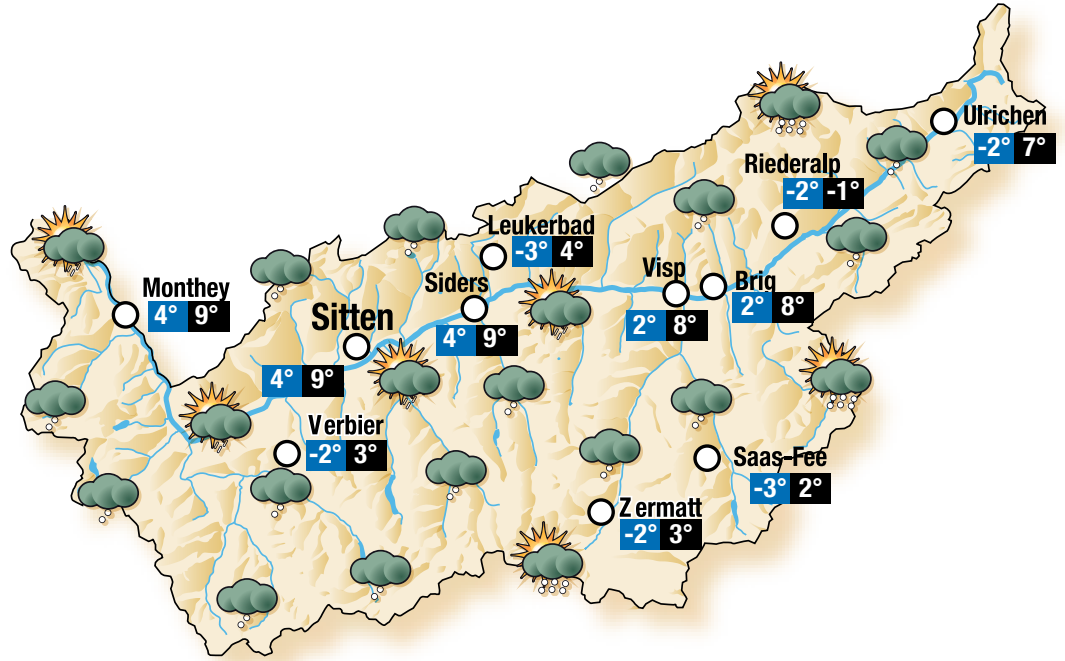 Ulrichen
-2° 7°
Riederalp
-2° -1°
Leukerbad
-3° 4°
Visp
2° 8°
Brig
2° 8°
Siders
4° 9°
Monthey
4° 9°
Sitten
4° 9°
Verbier
-2° 3°
Saas-Fee
-3° 2°
Zermatt
-2° 3°